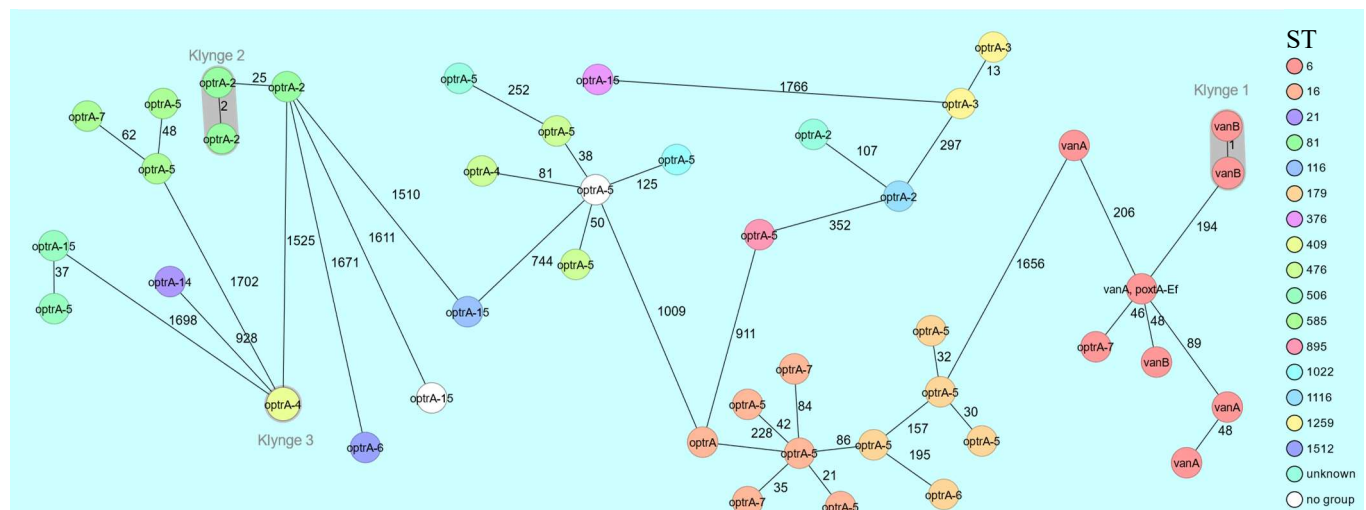 Klynge 2
optrA-2
25
optrA-2
2
optrA-2
optrA-7
optrA-5
62
48
optrA-5
optrA-15
37
optrA-5
optrA-14
1702
1698
928
optrA-4
Klynge 3
1525
1671
1611
1510
optrA-6
optrA-15
optrA-15
744
optrA-5
252
optrA-5
38
optrA-4
81
optrA-5
125
optrA-5
50
optrA-5
1009
optrA-15
1766
optrA-3
13
optrA-3
297
optrA-2
107
optrA-2
352
optrA-5
911
optrA
228
optrA-5
42
optrA-5
84
optrA-7
35
optrA-7
21
optrA-5
86
optrA-5
157
195
optrA-6
optrA-5
32
optrA-5
30
optrA-5
1656
vanA
206
Klynge 1
vanB
1
vanB
194
vanA, poxtA-Ef
46
48
89
optrA-7
vanB
vanA
48
vanA
ST
6
16
21
81
116
179
376
409
476
506
585
895
1022
1116
1259
1512
unknown
no group